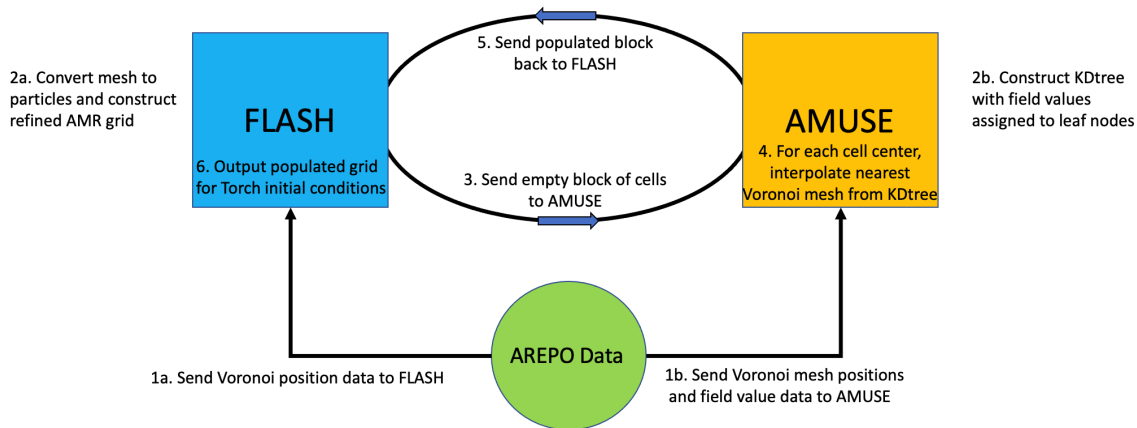 5. Send populated block
back to FLASH
2a. Convert mesh to
particles and construct
refined AMR grid
FLASH
6. Output populated grid
for Torch initial conditions
3. Send empty block of cells
to AMUSE
AMUSE
4. For each cell center,
interpolate nearest
Voronoi mesh from KDtree
2b. Construct KDtree
with field values
assigned to leaf nodes
AREPO Data
1a. Send Voronoi position data to FLASH
1b. Send Voronoi mesh positions
and field value data to AMUSE